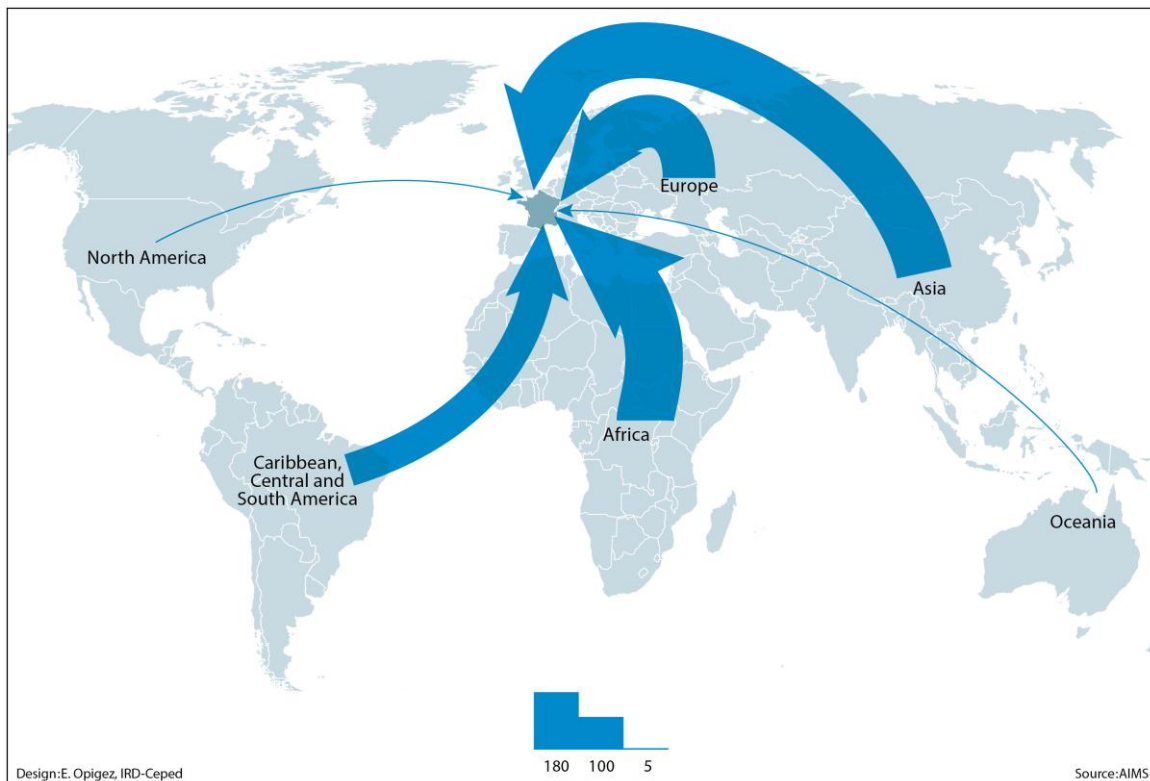 Europe
North America
Asia
Africa
Caribbean,
Central and
South America
Oceania
180 100 5
Design:E. Opigez, IRD-Ceped
Source:AIMS